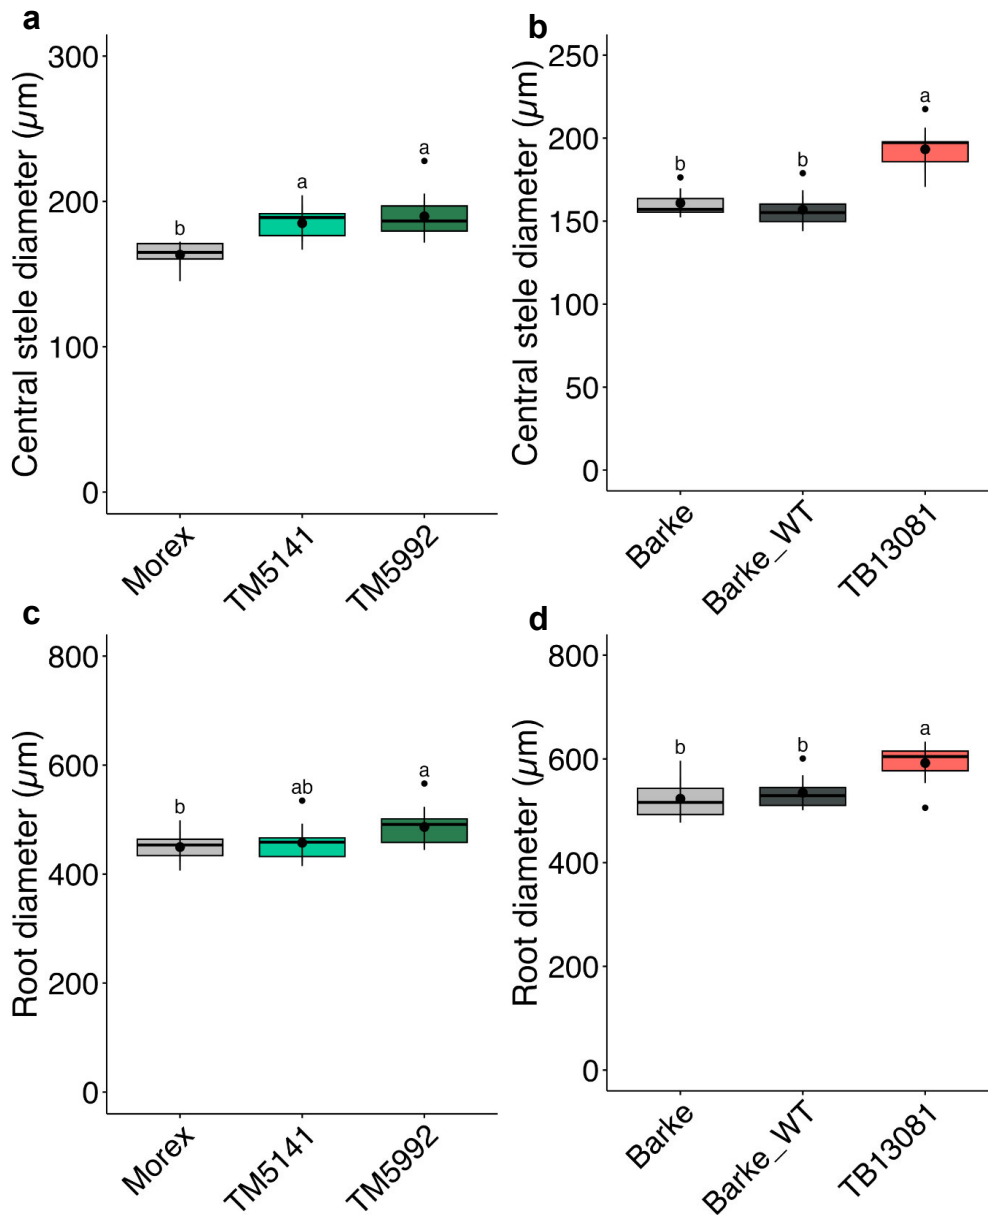 a
Central stele diameter (µm)
300
200
100
0
b
a
a
Morex
TM5141
TM5992
b
Central stele diameter (µm)
250
200
150
100
50
0
b
b
a
Barke
Barke_WT
TB13081
c
Root diameter (µm)
800
600
400
200
0
b
ab
a
Morex
TM5141
TM5992
d
Root diameter (µm)
800
600
400
200
0
b
b
a
Barke
Barke_WT
TB13081